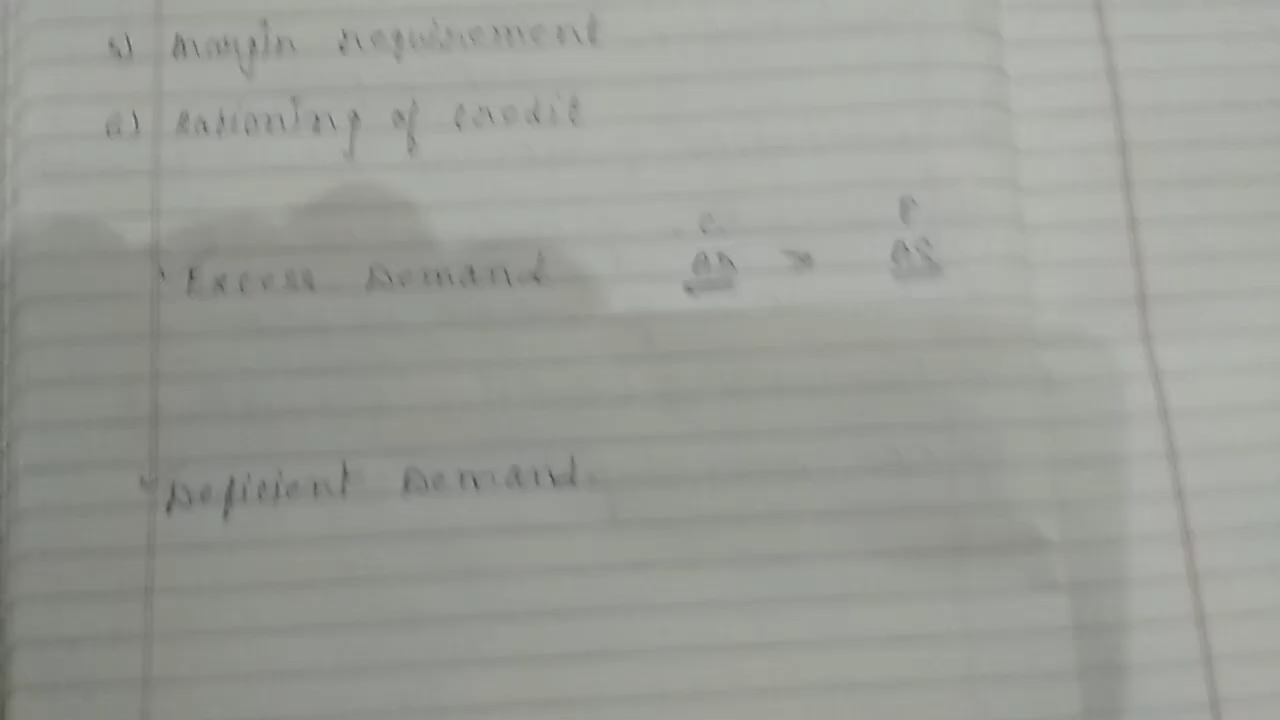 5) margin requirement
6) Rationing of credit
Excess Demand AD > AS
Deficient Demand.